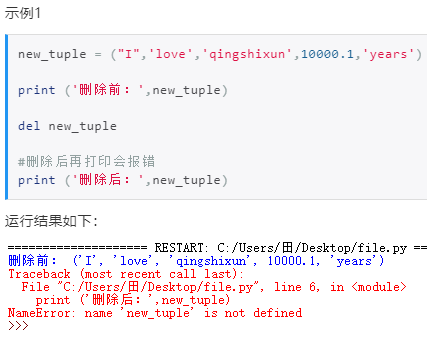 示例1
new_tuple = ("I",'love','qingshixun',10000.1,'years')
print ('删除前：',new_tuple)
del new_tuple
#删除后再打印会报错
print ('删除后：',new_tuple)
运行结果如下：
==================== RESTART: C:/Users/田/Desktop/file.py ==
删除前： ('I', 'love', 'qingshixun', 10000.1, 'years')
Traceback (most recent call last):
  File "C:/Users/田/Desktop/file.py", line 6, in <module>
    print ('删除后：',new_tuple)
NameError: name 'new_tuple' is not defined
>>>